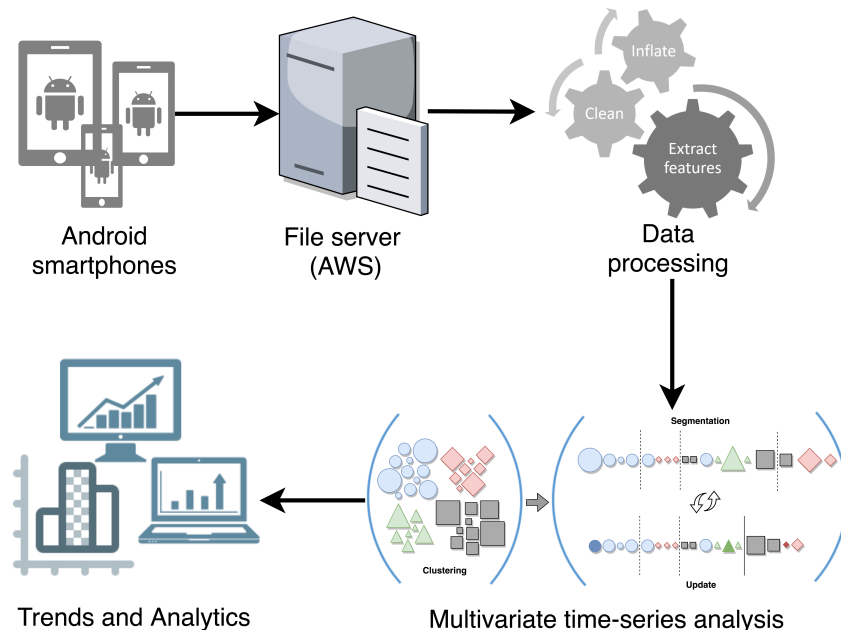 Inflate
Clean
Extract
features
Android
smartphones
File server
(AWS)
Data
processing
Segmentation
Clustering
Update
Trends and Analytics
Multivariate time-series analysis